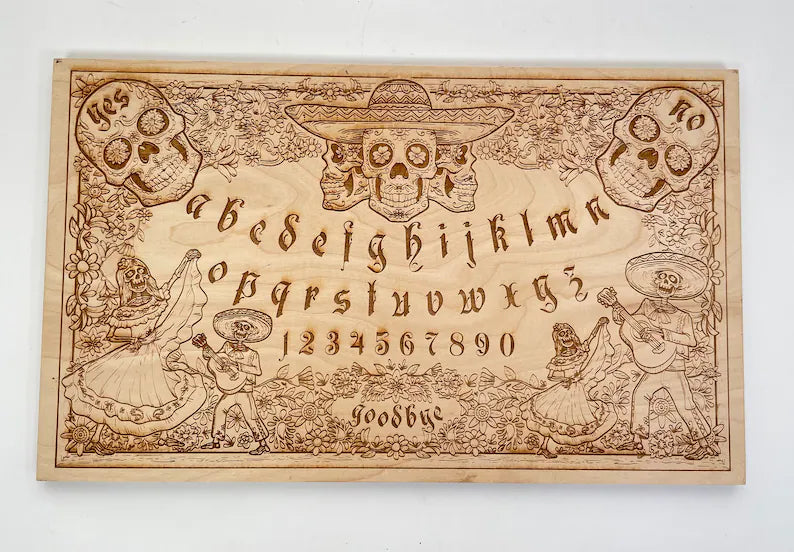 Yes
no
abcdefghijklmn
opqrstuvwxyz
1234567890
goodbye